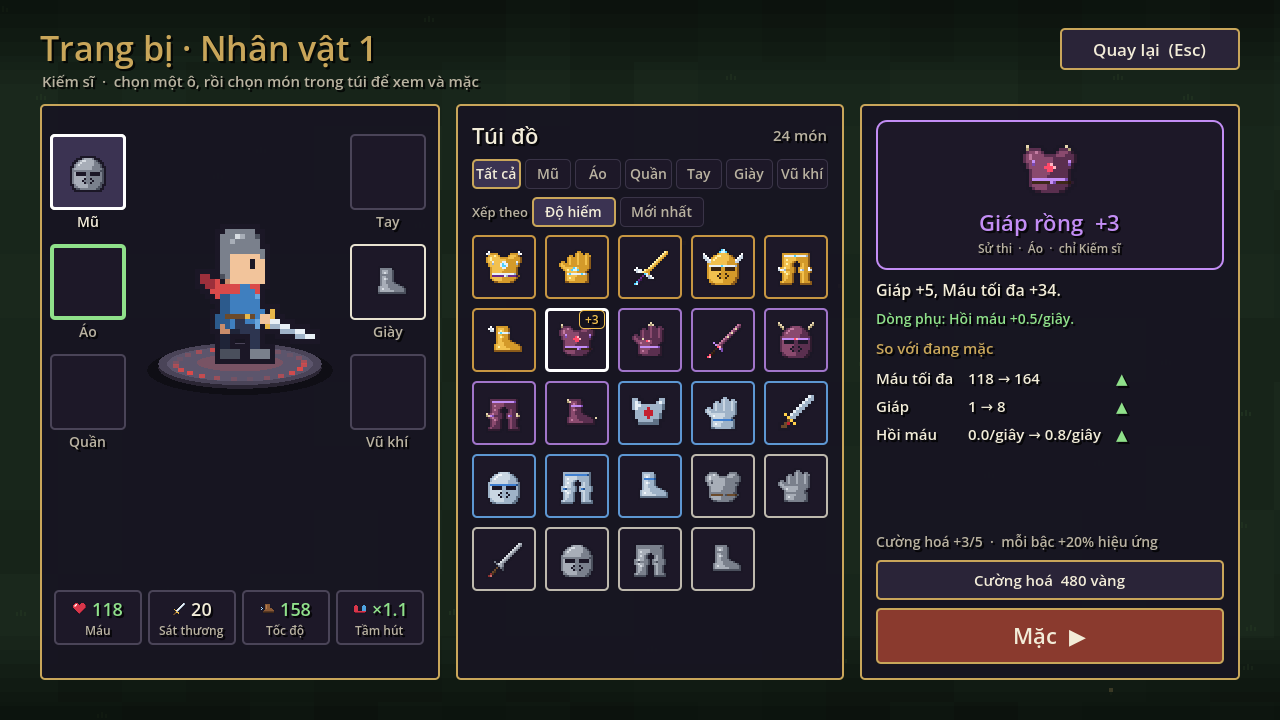 Trang bị · Nhân vật 1
Kiếm sĩ · chọn một ô, rồi chọn món trong túi để xem và mặc
Quay lại (Esc)
Mũ
Tay
Áo
Giày
Quần
Vũ khí
118
Máu
20
Sát thương
158
Tốc độ
×1.1
Tầm hút
Túi đồ
24 món
Tất cả
Mũ
Áo
Quần
Tay
Giày
Vũ khí
Xếp theo
Độ hiếm
Mới nhất
+3
Giáp rồng +3
Sử thi · Áo · chỉ Kiếm sĩ
Giáp +5, Máu tối đa +34.
Dòng phụ: Hồi máu +0.5/giây.
So với đang mặc
Máu tối đa 118 → 164 ▲
Giáp 1 → 8 ▲
Hồi máu 0.0/giây → 0.8/giây ▲
Cường hoá +3/5 · mỗi bậc +20% hiệu ứng
Cường hoá 480 vàng
Mặc ▶